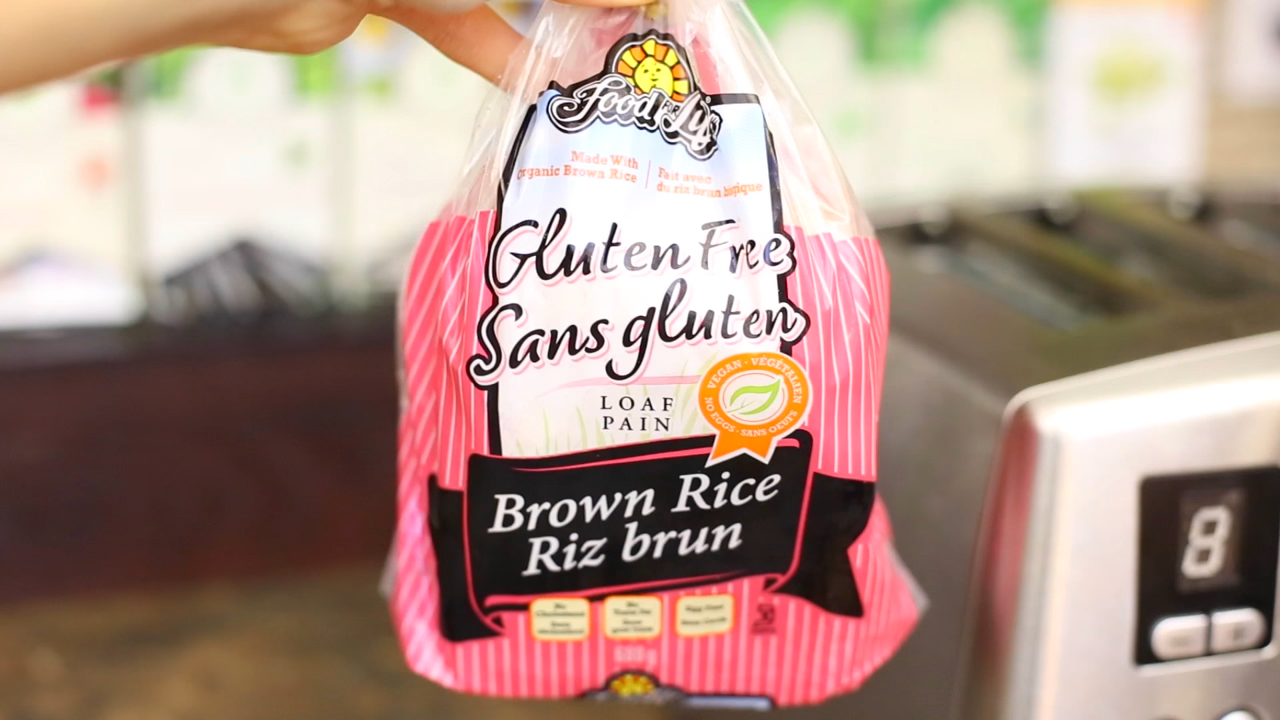 Food For Life
Made With
Organic Brown Rice
Fait avec
du riz brun
Gluten Free
Sans gluten
VEGAN · VÉGÉTALIEN
NO EGGS · SANS OEUFS
LOAF
PAIN
Brown Rice
Riz brun
8